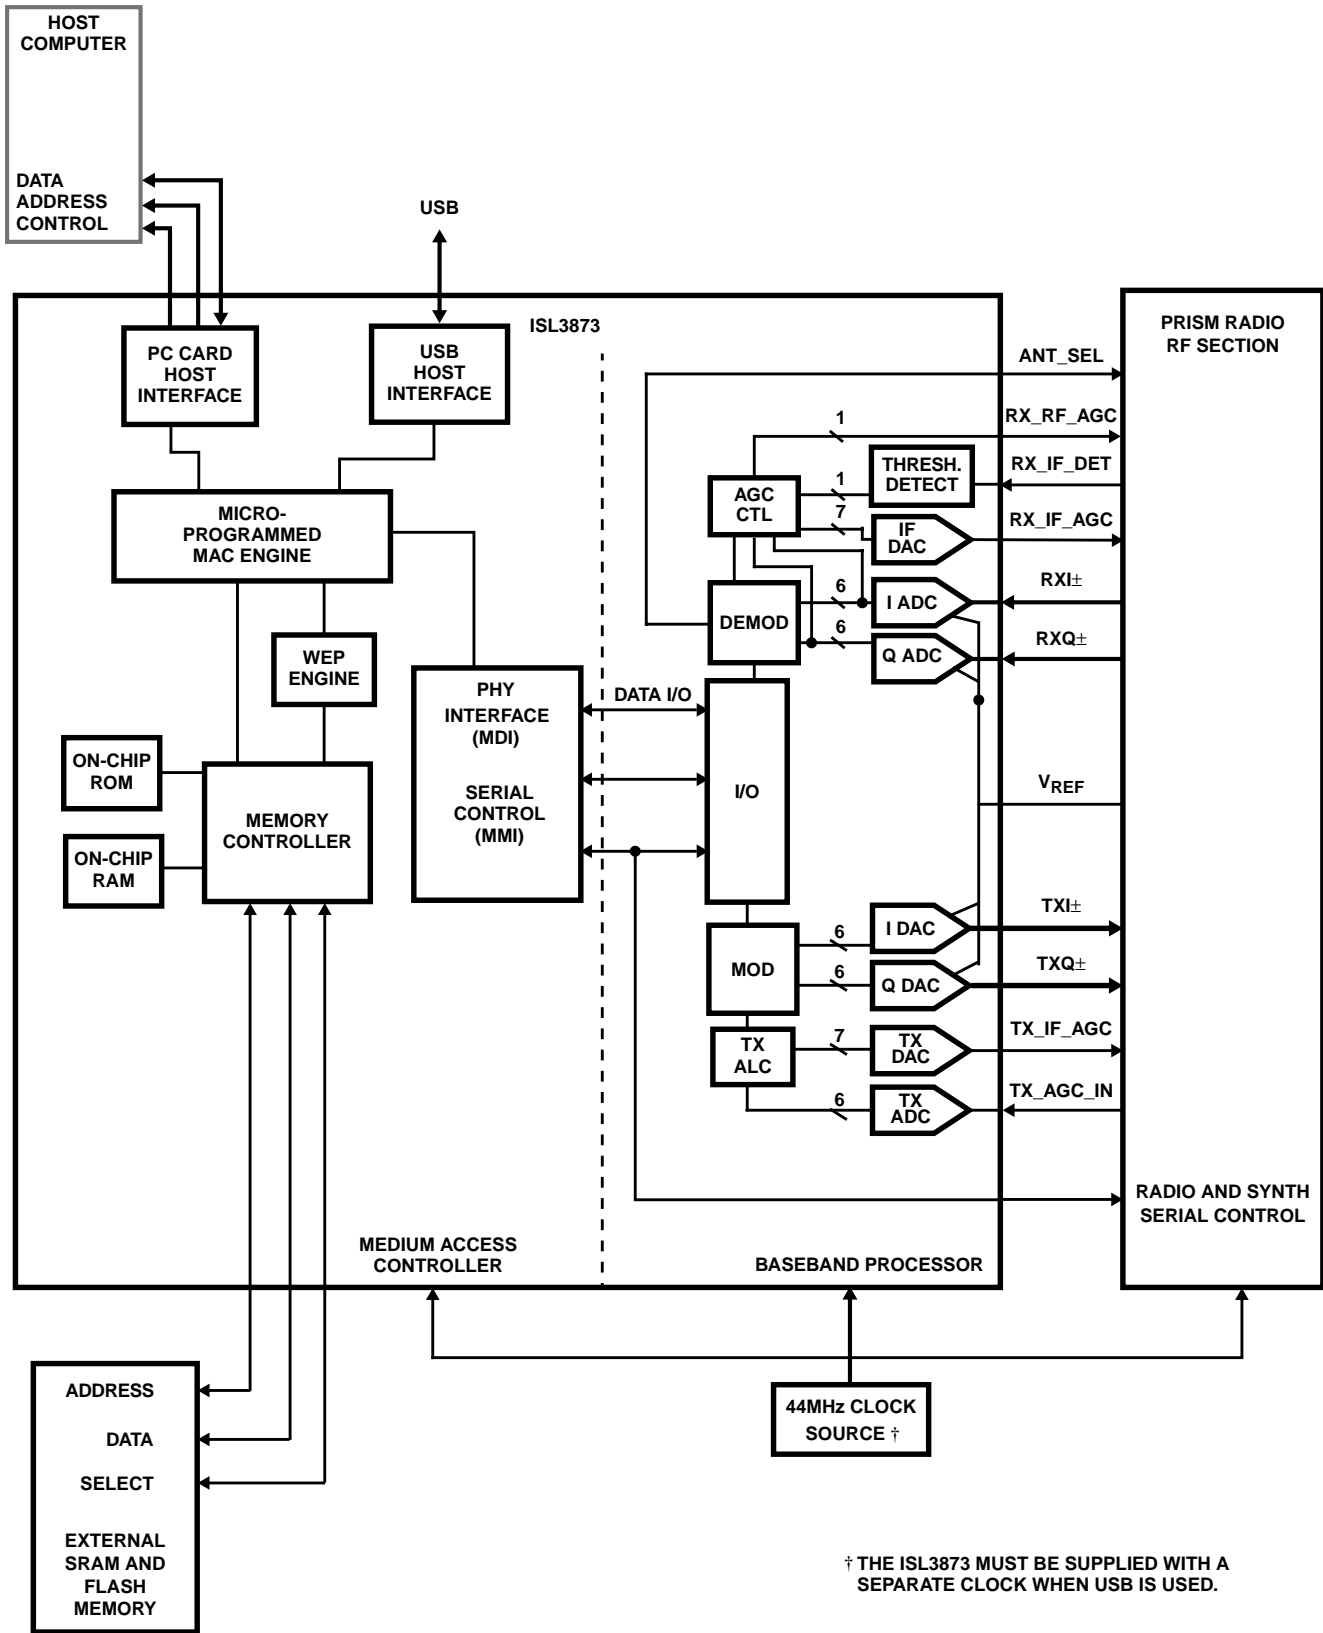 HOST
COMPUTER
DATA
ADDRESS
CONTROL
USB
ISL3873
PC CARD
HOST
INTERFACE
USB
HOST
INTERFACE
MICRO-
PROGRAMMED
MAC ENGINE
WEP
ENGINE
ON-CHIP
ROM
ON-CHIP
RAM
MEMORY
CONTROLLER
PHY
INTERFACE
(MDI)
SERIAL
CONTROL
(MMI)
DATA I/O
I/O
AGC
CTL
DEMOD
MOD
TX
ALC
1
1
7
6
6
6
6
7
6
THRESH.
DETECT
IF
DAC
I ADC
Q ADC
I DAC
Q DAC
TX
DAC
TX
ADC
ANT_SEL
RX_RF_AGC
RX_IF_DET
RX_IF_AGC
RXI±
RXQ±
VREF
TXI±
TXQ±
TX_IF_AGC
TX_AGC_IN
PRISM RADIO
RF SECTION
RADIO AND SYNTH
SERIAL CONTROL
MEDIUM ACCESS
CONTROLLER
BASEBAND PROCESSOR
44MHz CLOCK
SOURCE †
ADDRESS
DATA
SELECT
EXTERNAL
SRAM AND
FLASH
MEMORY
† THE ISL3873 MUST BE SUPPLIED WITH A
SEPARATE CLOCK WHEN USB IS USED.